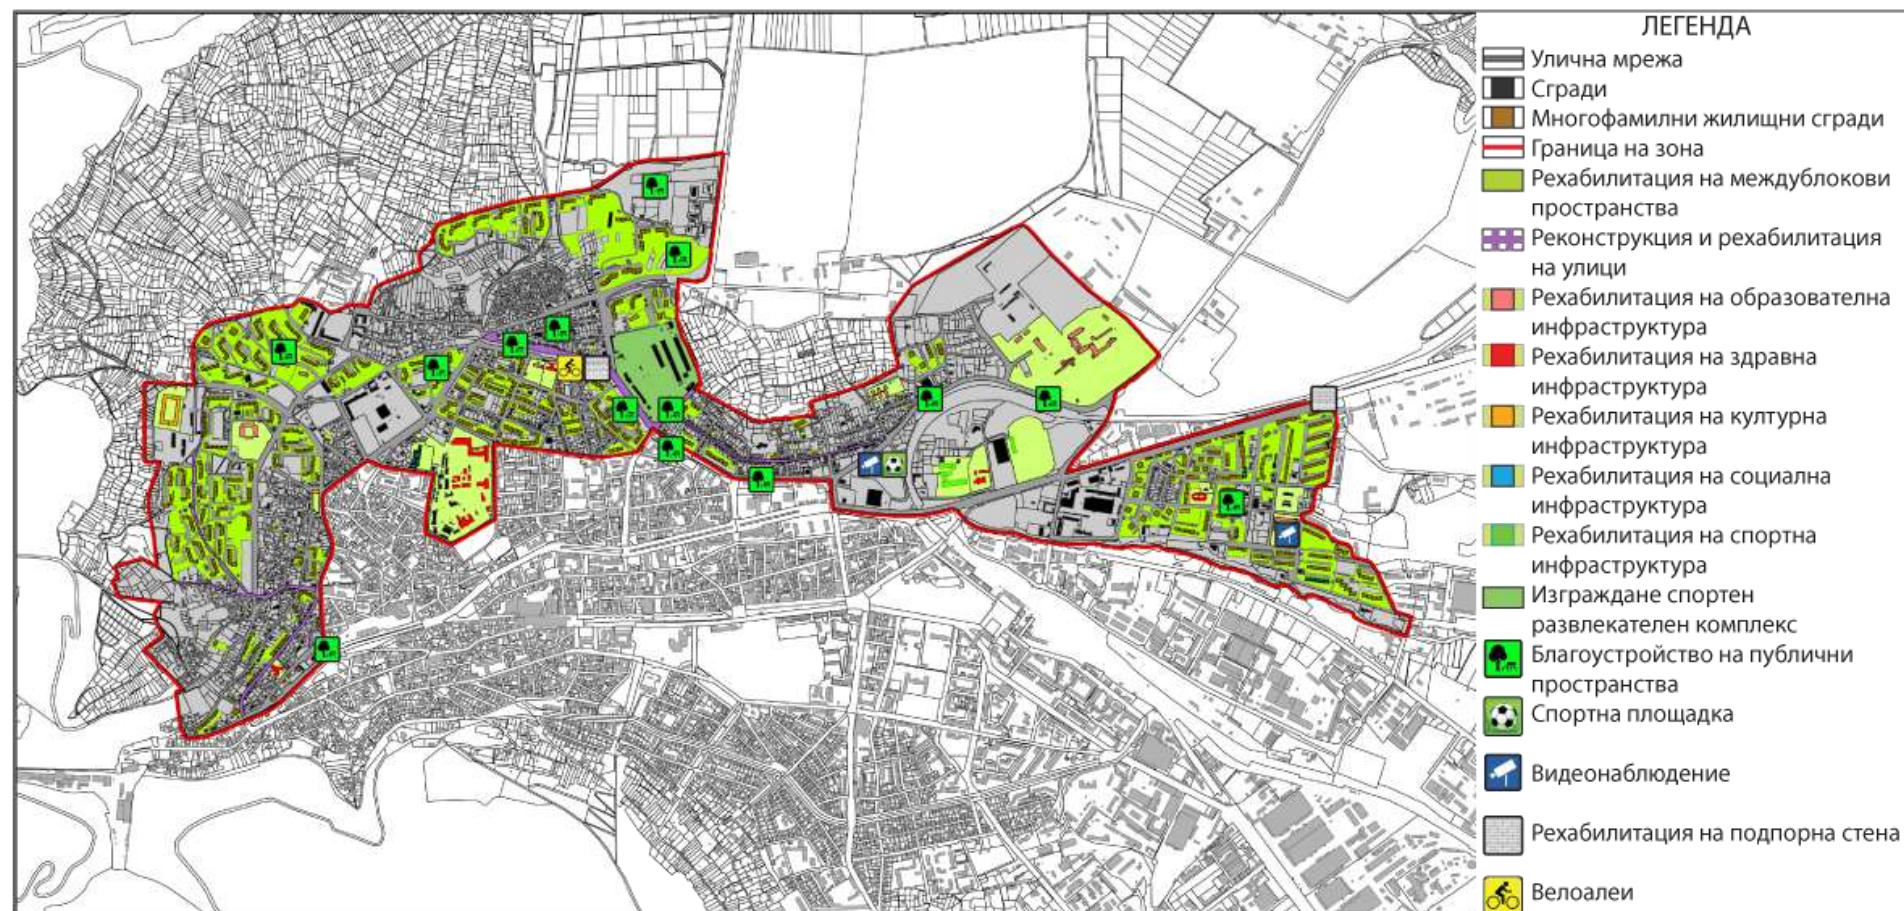 ЛЕГЕНДА
Улична мрежа
Сгради
Многофамилни жилищни сгради
Граница на зона
Рехабилитация на междублокови
пространства
Реконструкция и рехабилитация
на улици
Рехабилитация на образователна
инфраструктура
Рехабилитация на здравна
инфраструктура
Рехабилитация на културна
инфраструктура
Рехабилитация на социална
инфраструктура
Рехабилитация на спортна
инфраструктура
Изграждане спортен
развлекателен комплекс
Благоустройство на публични
пространства
Спортна площадка
Видеонаблюдение
Рехабилитация на подпорна стена
Велоалеи